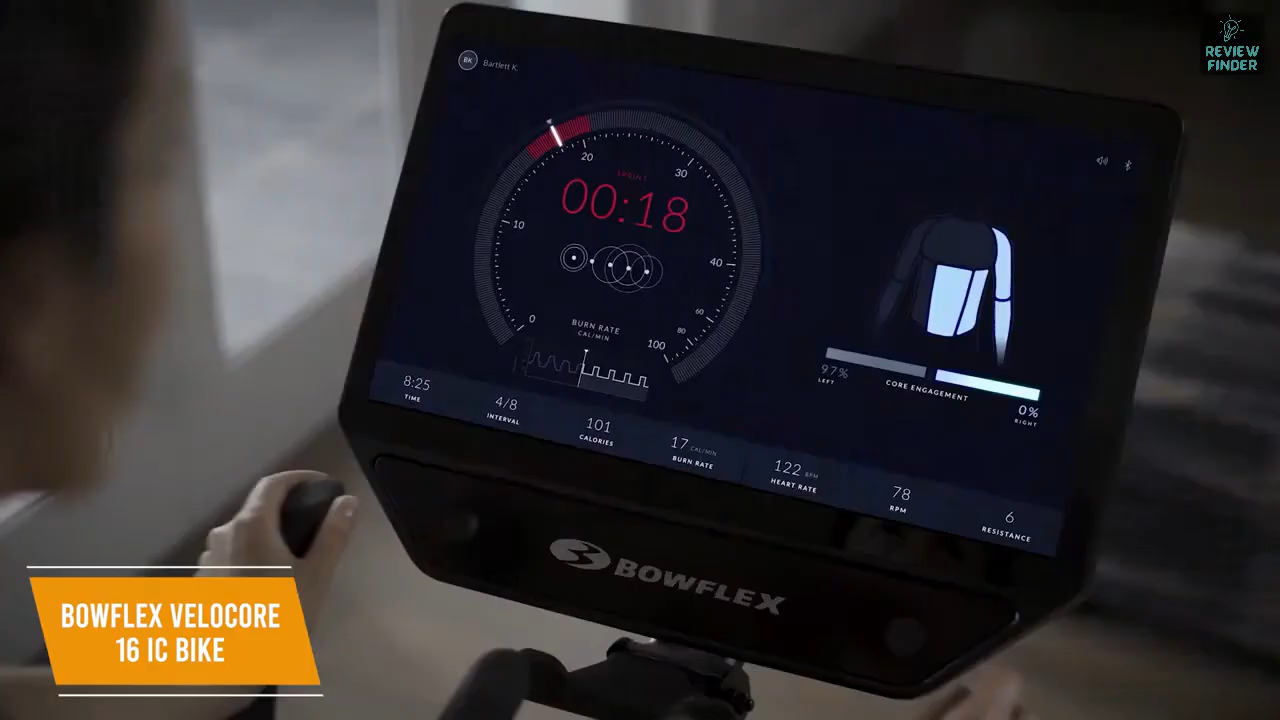 REVIEW
FINDER
BK Bartlett K.
SPRINT
00:18
0 10 20 30 40 60 80 100
BURN RATE
CAL/MIN
97%
LEFT
CORE ENGAGEMENT
0%
RIGHT
8:25
TIME
4/8
INTERVAL
101
CALORIES
17 CAL/MIN
BURN RATE
122 BPM
HEART RATE
78
RPM
6
RESISTANCE
BOWFLEX
BOWFLEX VELOCORE
16 IC BIKE